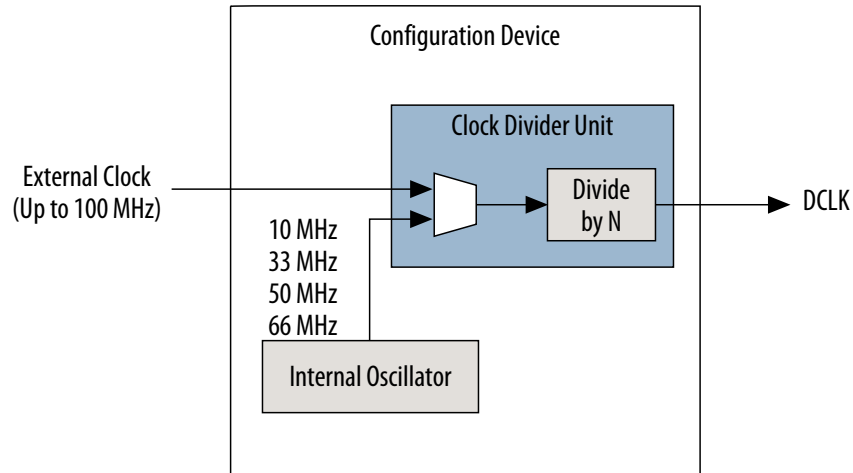 Configuration Device
Clock Divider Unit
External Clock
(Up to 100 MHz)
Divide
by N
DCLK
10 MHz
33 MHz
50 MHz
66 MHz
Internal Oscillator